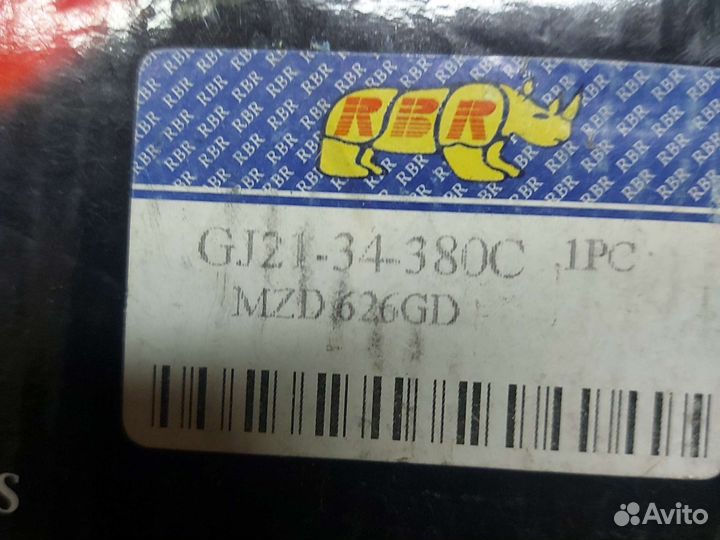 RBR
GJ21-34-380C 1PC
MZD 626GD
s
Avito